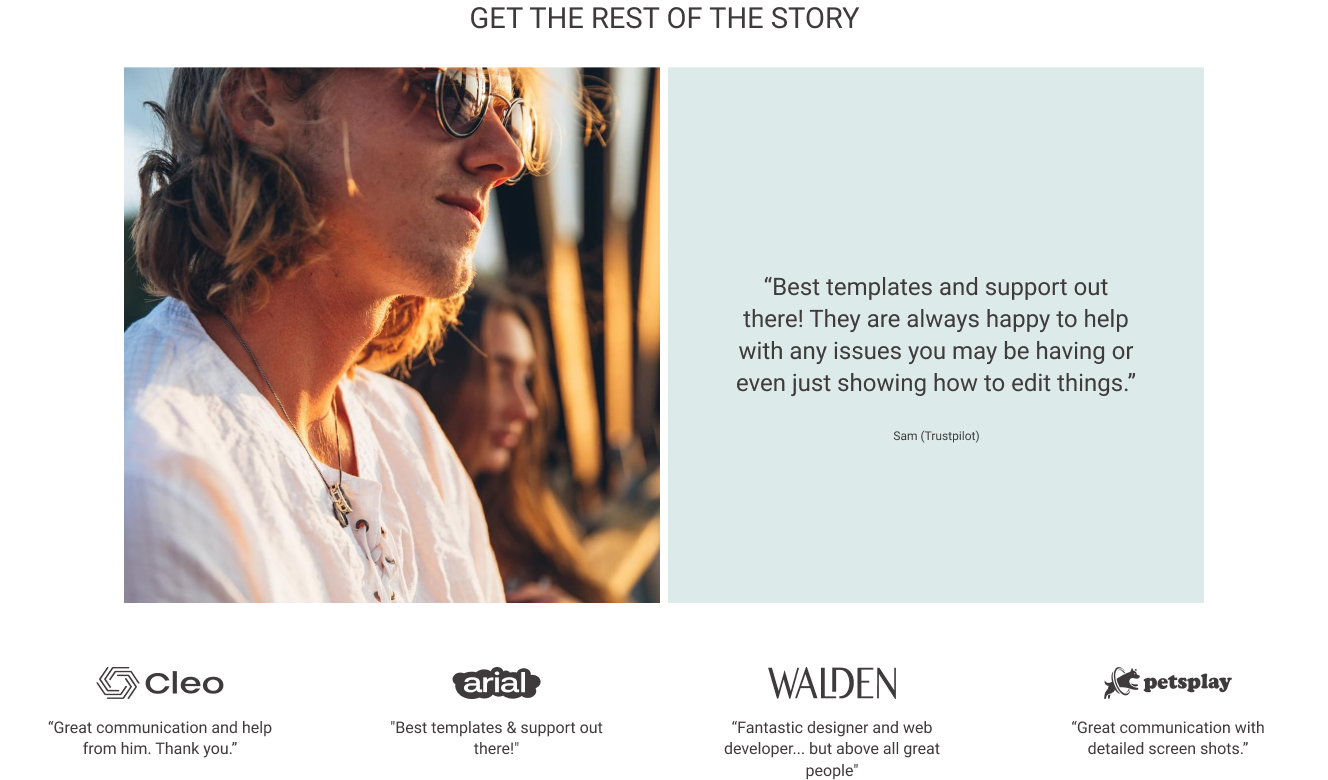 GET THE REST OF THE STORY
“Best templates and support out
there! They are always happy to help
with any issues you may be having or
even just showing how to edit things.”
Sam (Trustpilot)
Cleo
“Great communication and help
from him. Thank you.”
arial
"Best templates & support out
there!"
WALDEN
“Fantastic designer and web
developer... but above all great
people"
petsplay
“Great communication with
detailed screen shots.”